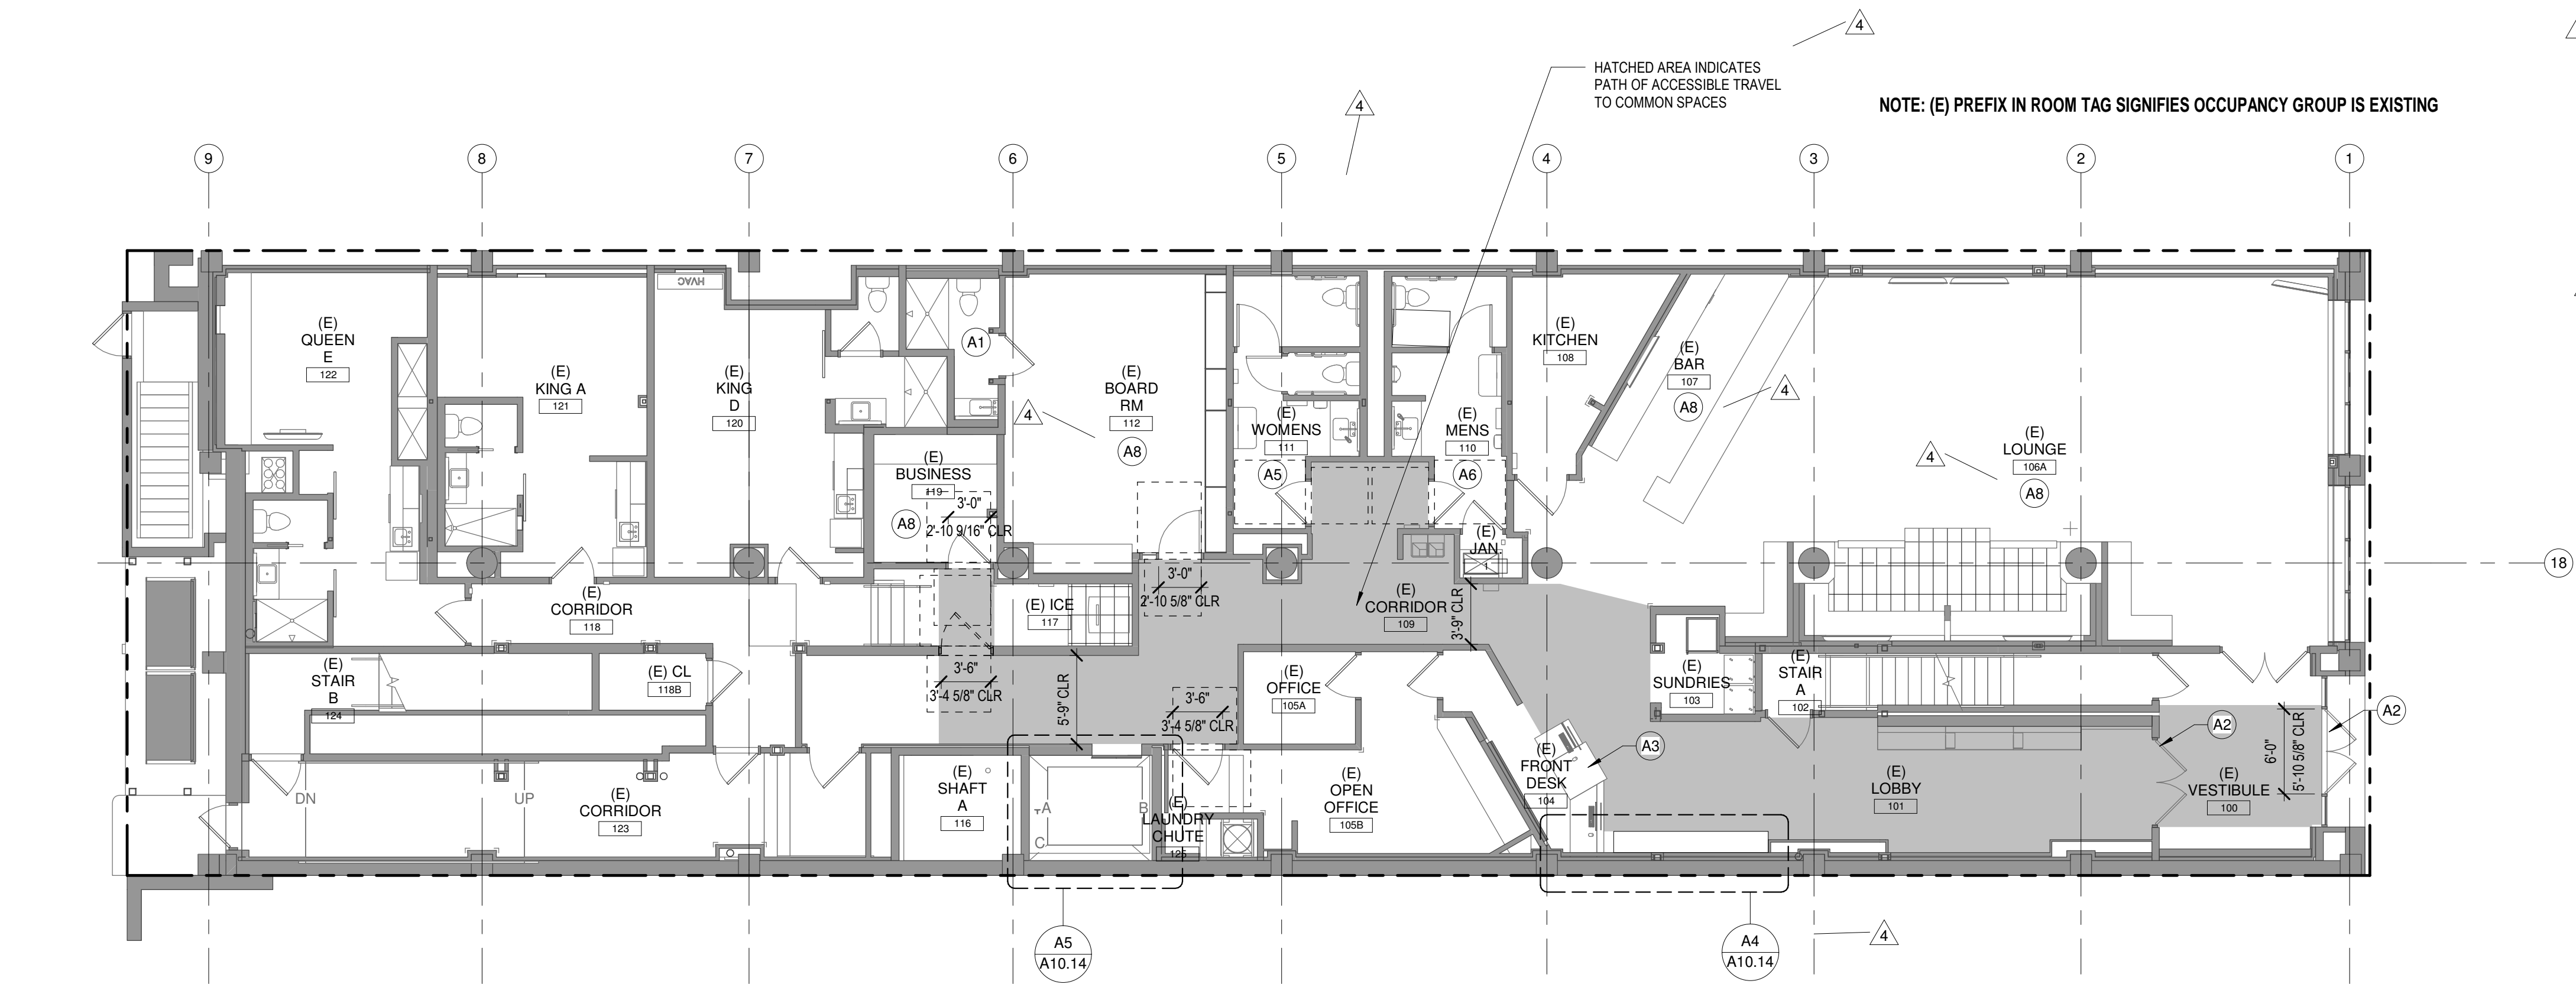 4
HATCHED AREA INDICATES
PATH OF ACCESSIBLE TRAVEL
TO COMMON SPACES
4
NOTE: (E) PREFIX IN ROOM TAG SIGNIFIES OCCUPANCY GROUP IS EXISTING
9
8
7
6
5
4
3
2
1
18
HVAC
(E)
QUEEN
E
122
(E)
KING A
121
(E)
KING
D
120
A1
(E)
BOARD
RM
112
A8
4
(E)
WOMENS
111
A5
(E)
MENS
110
A6
(E)
KITCHEN
108
(E)
BAR
107
A8
4
(E)
LOUNGE
106A
A8
4
(E)
BUSINESS
119
A8
3'-0"
2'-10 9/16" CLR
(E)
JAN.
(E)
CORRIDOR
118
(E) ICE
117
3'-0"
2'-10 5/8" CLR
(E)
CORRIDOR
109
3'-9" CLR
(E)
STAIR
B
124
(E) CL
118B
3'-6"
3'-4 5/8" CLR
5'-9" CLR
3'-6"
3'-4 5/8" CLR
(E)
OFFICE
105A
(E)
SUNDRIES
103
(E)
STAIR
A
102
A2
A2
6'-0"
5'-10 5/8" CLR
A3
(E)
FRONT
DESK
104
(E)
LOBBY
101
(E)
VESTIBULE
100
DN
UP
(E)
CORRIDOR
123
(E)
SHAFT
A
116
A
B
C
(E)
LAUNDRY
CHUTE
125
(E)
OPEN
OFFICE
105B
A5
A10.14
A4
A10.14
4